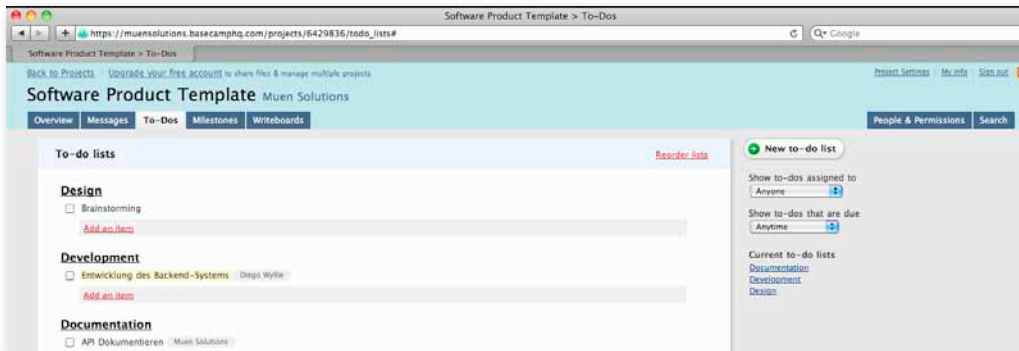 Software Product Template > To-Dos
https://muensolutions.basecamphq.com/projects/6429836/todo_lists#
Google
Software Product Template > To-Dos
Back to Projects Upgrade your free account to share files & manage multiple projects
Project Settings My info Sign out
Software Product Template Muen Solutions
Overview Messages To-Dos Milestones Writeboards People & Permissions Search
To-do lists
Reorder lists
Design
Brainstorming
Add an item
Development
Entwicklung des Backend-Systems Diego Wyllie
Add an item
Documentation
API Dokumentieren Muen Solutions
New to-do list
Show to-dos assigned to
Anyone
Show to-dos that are due
Anytime
Current to-do lists
Documentation
Development
Design